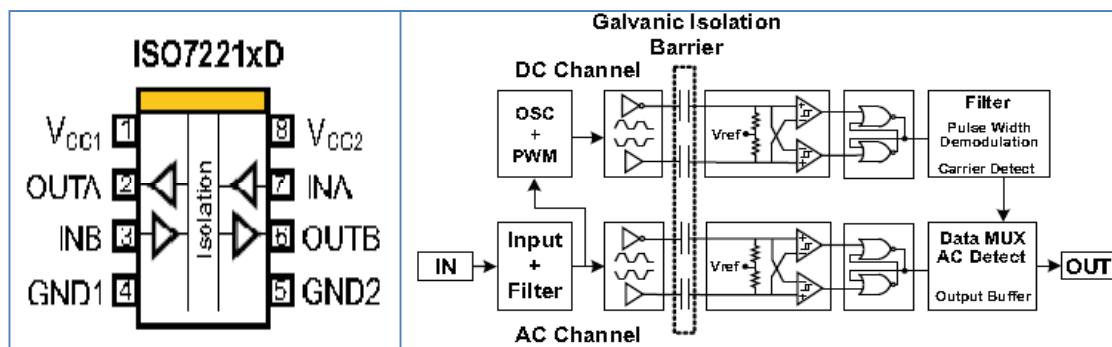 ISO7221xD
VCC1 1
8 VCC2
OUTA 2
7 INA
INB 3
6 OUTB
GND1 4
5 GND2
Isolation
Galvanic Isolation
Barrier
DC Channel
OSC
+
PWM
Vref
Filter
Pulse Width
Demodulation
Carrier Detect
IN
Input
+
Filter
Vref
Data MUX
AC Detect
Output Buffer
OUT
AC Channel